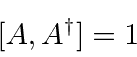 [A, A†] = 1